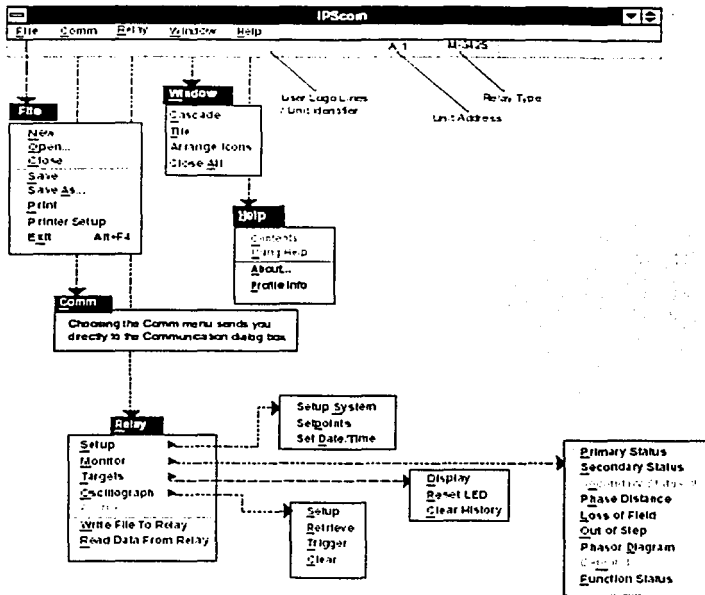 IPScom
File Comm Relay Window Help
A 1 M-3425
User Logo Lines
/ Unit Identifier
Relay Type
Unit Address
File
New
Open...
Close
Save
Save As...
Print
Printer Setup
Exit Alt+F4
Window
Cascade
Tile
Arrange Icons
Close All
Help
Contents
Using Help
About...
Profile Info
Comm
Choosing the Comm menu sends you
directly to the Communication dialog box
Relay
Setup
Monitor
Targets
Oscillograph
Write File To Relay
Read Data From Relay
Setup System
Setpoints
Set Date/Time
Display
Reset LED
Clear History
Setup
Retrieve
Trigger
Clear
Primary Status
Secondary Status
Phase Distance
Loss of Field
Out of Step
Phasor Diagram
Function Status